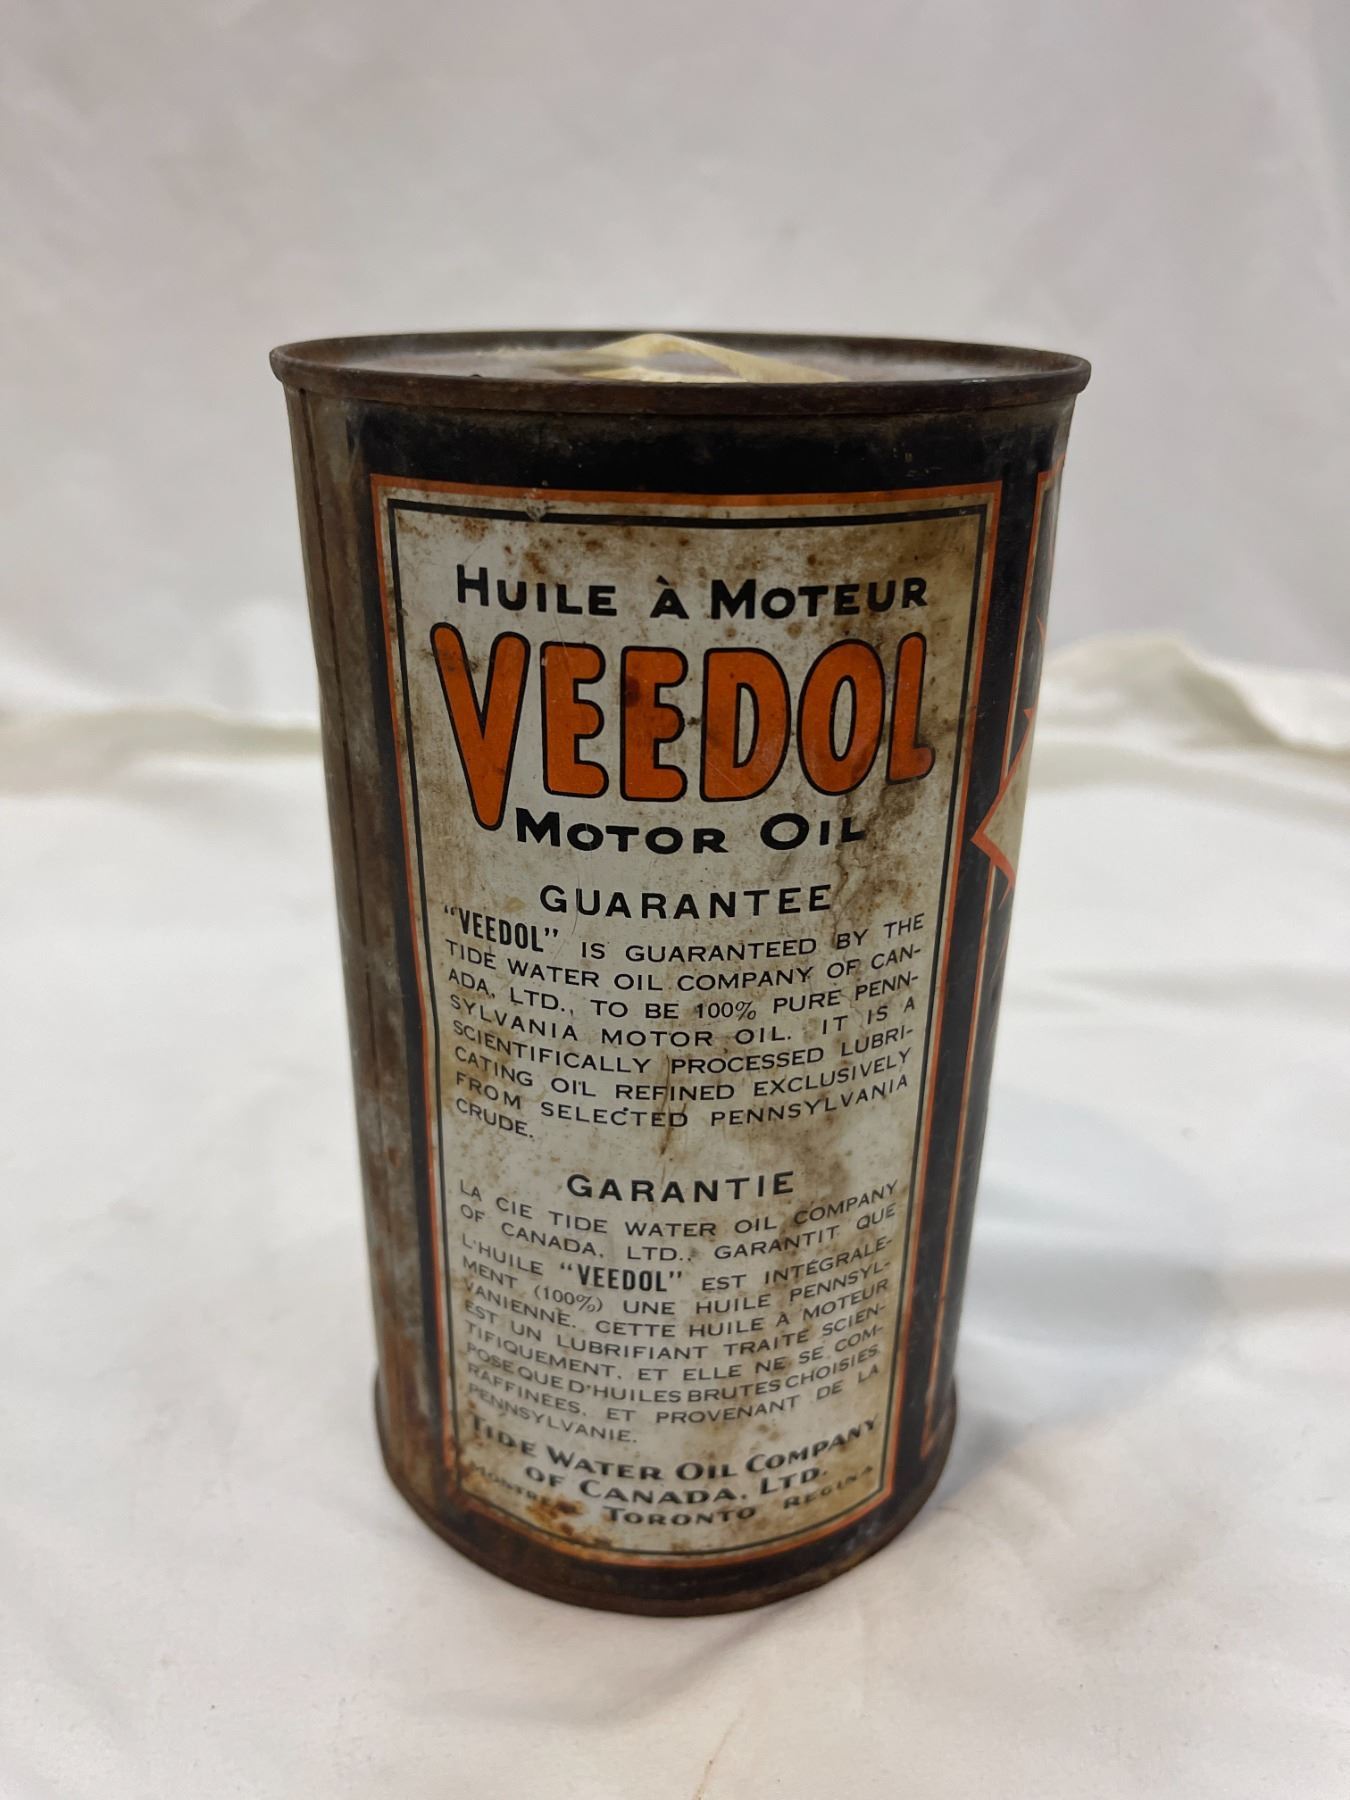 HUILE À MOTEUR
VEEDOL
MOTOR OIL
GUARANTEE
"VEEDOL" IS GUARANTEED BY THE
TIDE WATER OIL COMPANY OF CAN-
ADA, LTD., TO BE 100% PURE PENN-
SYLVANIA MOTOR OIL. IT IS A
SCIENTIFICALLY PROCESSED LUBRI-
CATING OIL REFINED EXCLUSIVELY
FROM SELECTED PENNSYLVANIA
CRUDE.
GARANTIE
LA CIE TIDE WATER OIL COMPANY
OF CANADA, LTD., GARANTIT QUE
L'HUILE "VEEDOL" EST INTÉGRALE-
MENT (100%) UNE HUILE PENNSYL-
VANIENNE. CETTE HUILE À MOTEUR
EST UN LUBRIFIANT TRAITÉ SCIEN-
TIFIQUEMENT, ET ELLE NE SE COM-
POSE QUE D'HUILES BRUTES CHOISIES,
RAFFINÉES, ET PROVENANT DE LA
PENNSYLVANIE.
TIDE WATER OIL COMPANY
OF CANADA, LTD.
MONTREAL TORONTO REGINA